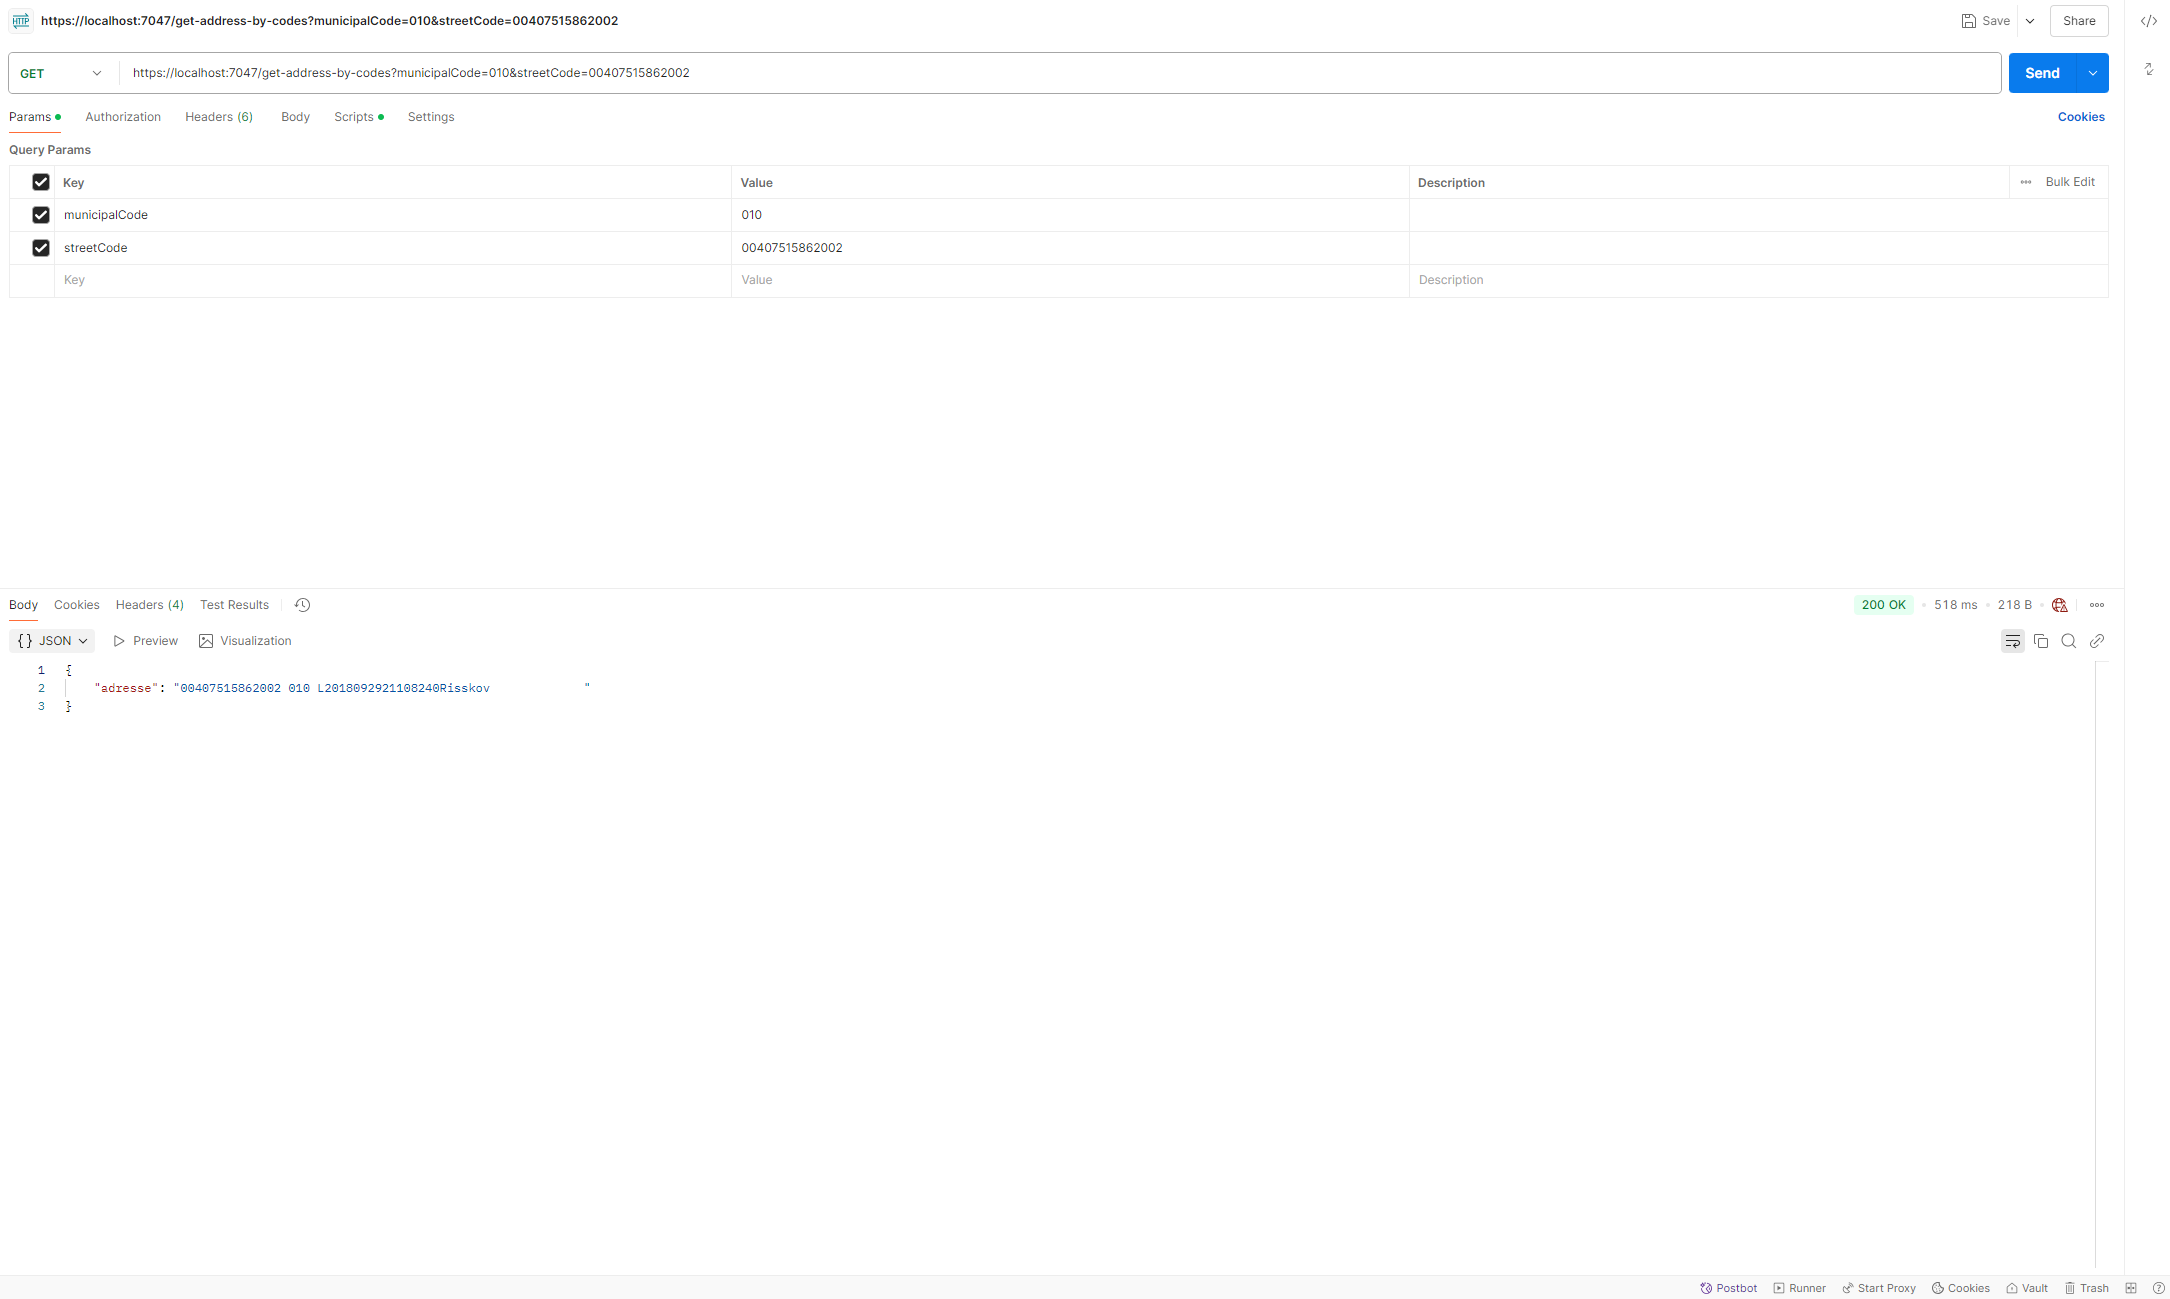 HTTP https://localhost:7047/get-address-by-codes?municipalCode=010&streetCode=00407515862002 Save Share
GET https://localhost:7047/get-address-by-codes?municipalCode=010&streetCode=00407515862002 Send
Params Authorization Headers (6) Body Scripts Settings Cookies
Query Params
Key Value Description Bulk Edit
municipalCode 010
streetCode 00407515862002
Key Value Description
Body Cookies Headers (4) Test Results 200 OK 518 ms 218 B
{} JSON Preview Visualization
1 {
2 "adresse": "00407515862002 010 L2018092921108240Risskov             "
3 }
Postbot Runner Start Proxy Cookies Vault Trash